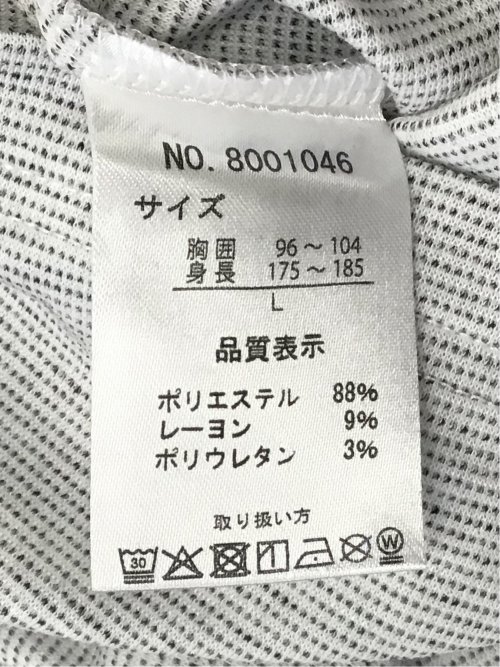 NO. 8001046
サイズ
胸囲 96～104
身長 175～185
L
品質表示
ポリエステル 88%
レーヨン 9%
ポリウレタン 3%
取り扱い方
30 W